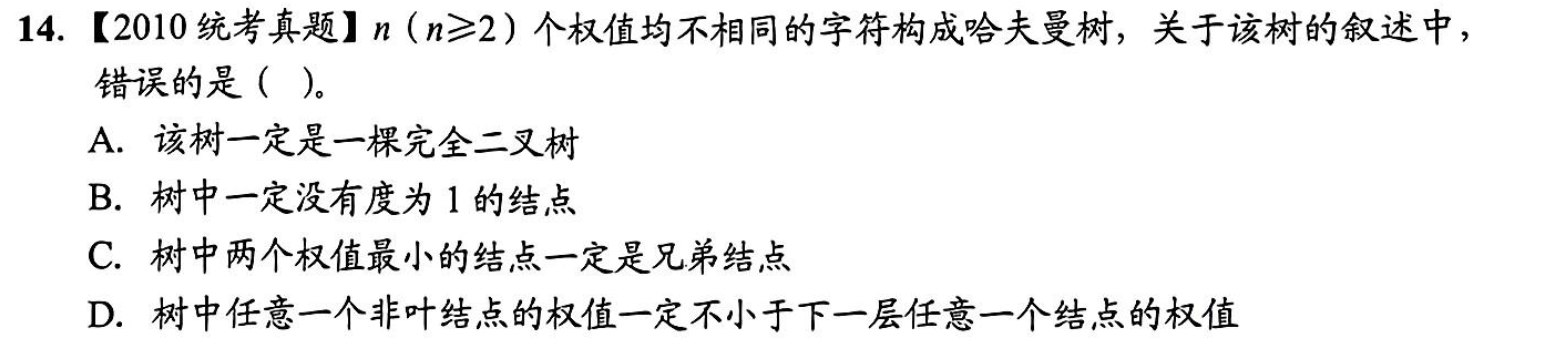 14.【2010 统考真题】n（n≥2）个权值均不相同的字符构成哈夫曼树，关于该树的叙述中，
错误的是（ ）。
A. 该树一定是一棵完全二叉树
B. 树中一定没有度为 1 的结点
C. 树中两个权值最小的结点一定是兄弟结点
D. 树中任意一个非叶结点的权值一定不小于下一层任意一个结点的权值